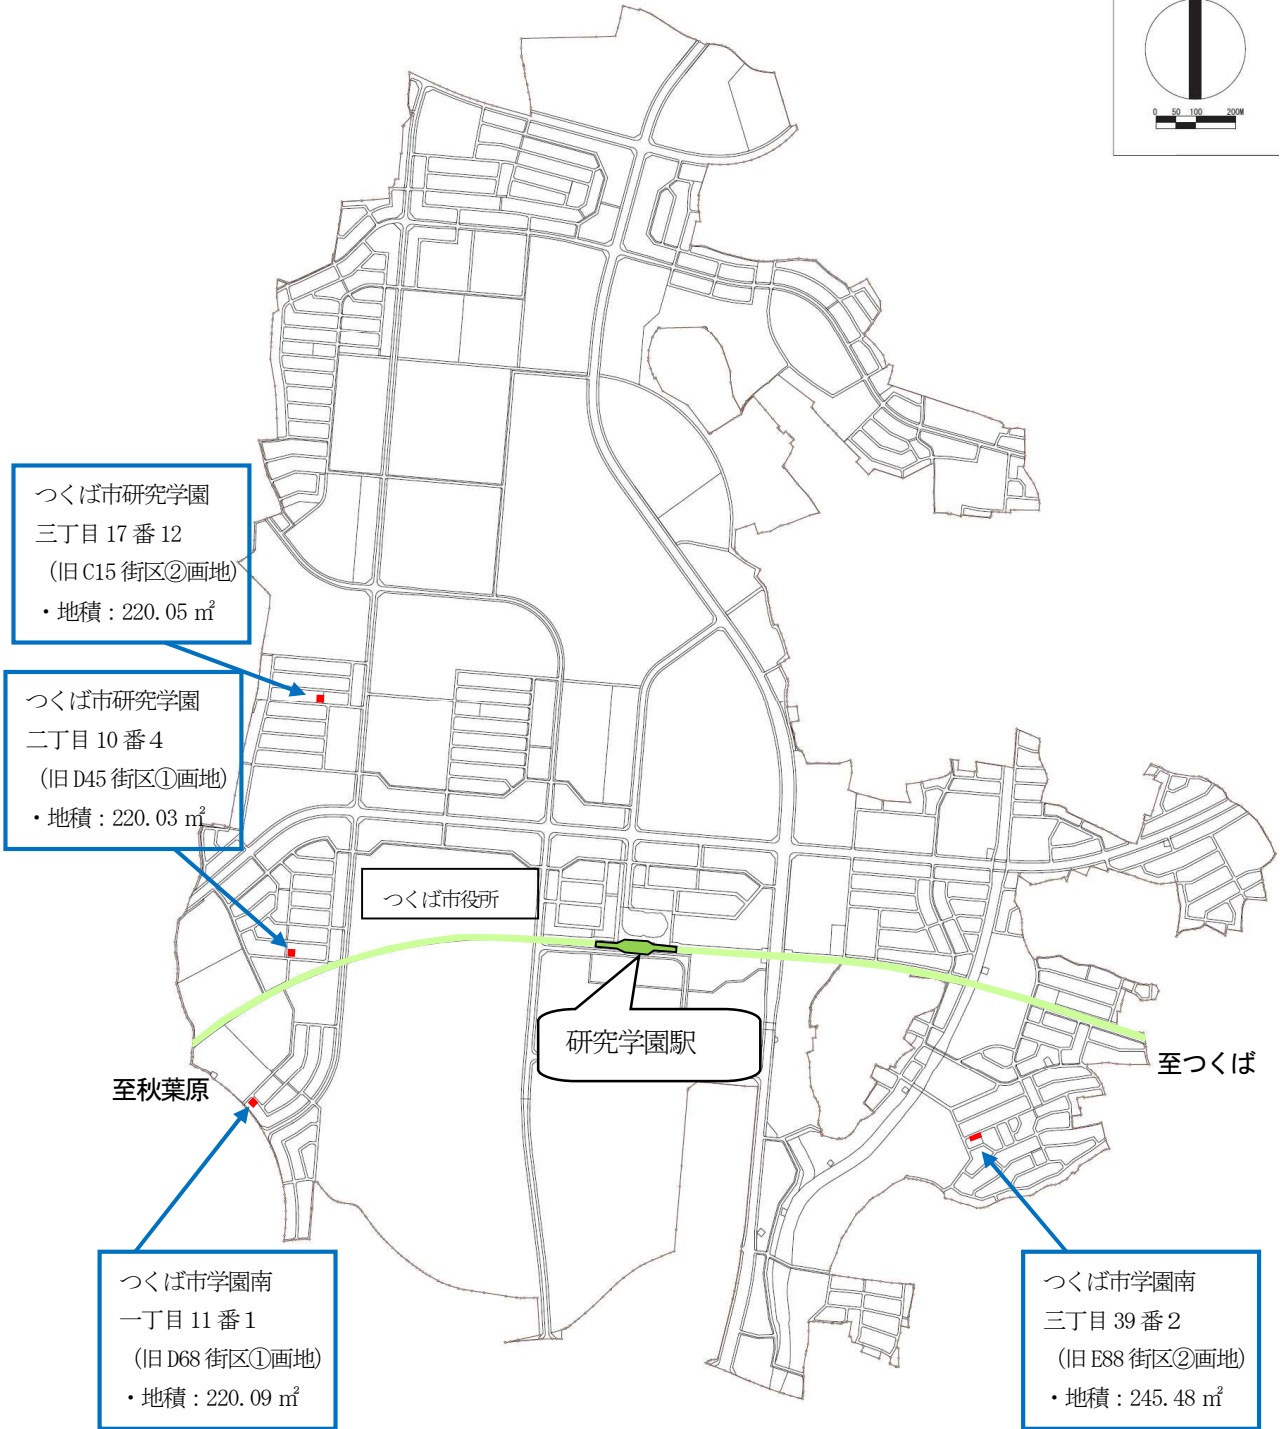 0 50 100 200M
つくば市研究学園
三丁目 17 番 12
（旧 C15 街区②画地）
・地積：220.05 ㎡
つくば市研究学園
二丁目 10 番４
（旧 D45 街区①画地）
・地積：220.03 ㎡
つくば市役所
研究学園駅
至秋葉原
至つくば
つくば市学園南
一丁目 11 番１
（旧 D68 街区①画地）
・地積：220.09 ㎡
つくば市学園南
三丁目 39 番２
（旧 E88 街区②画地）
・地積：245.48 ㎡